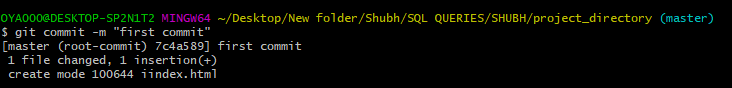 OYAOOO@DESKTOP-SP2N1T2 MINGW64 ~/Desktop/New folder/Shubh/SQL QUERIES/SHUBH/project_directory (master)
$ git commit -m "first commit"
[master (root-commit) 7c4a589] first commit
 1 file changed, 1 insertion(+)
 create mode 100644 iindex.html